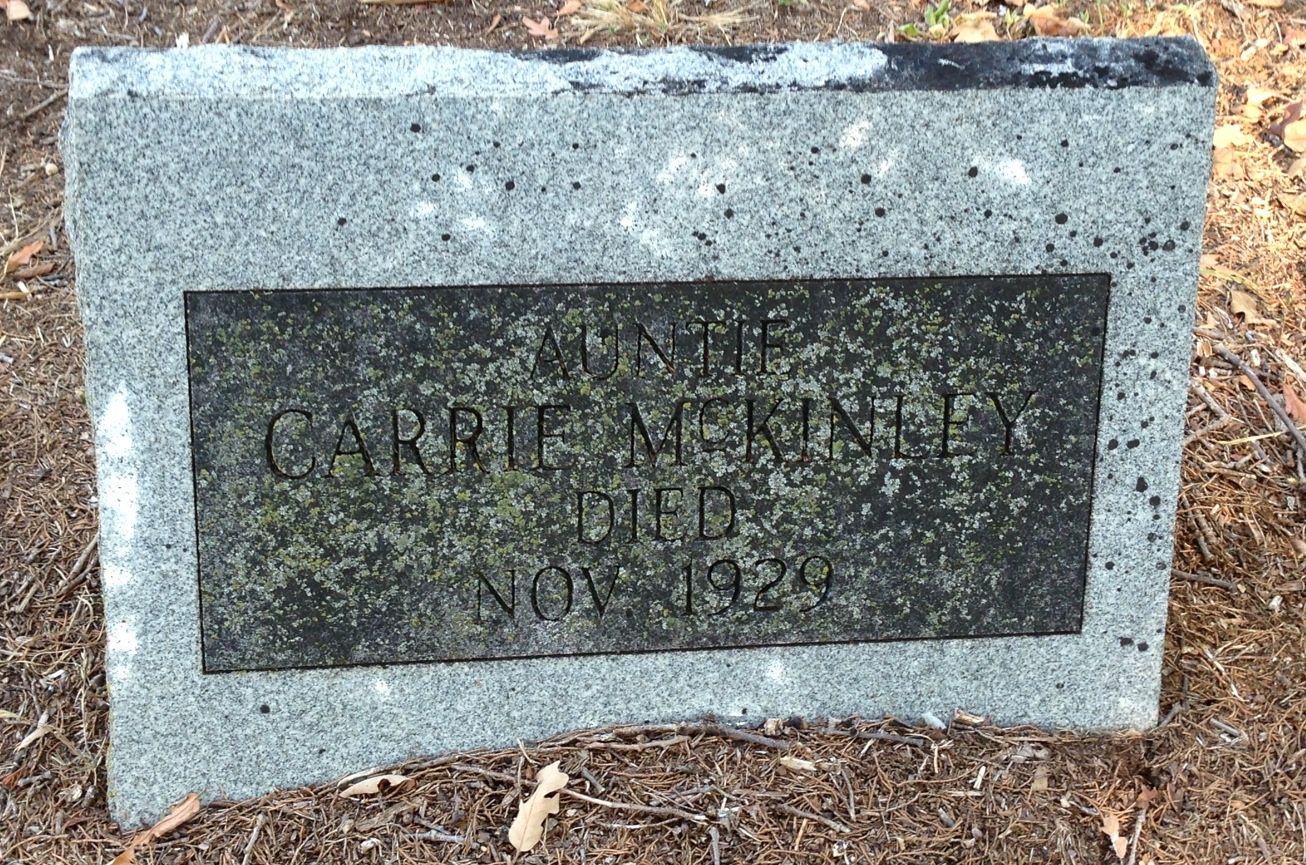 AUNTIE
CARRIE McKINLEY
DIED
NOV. 1929